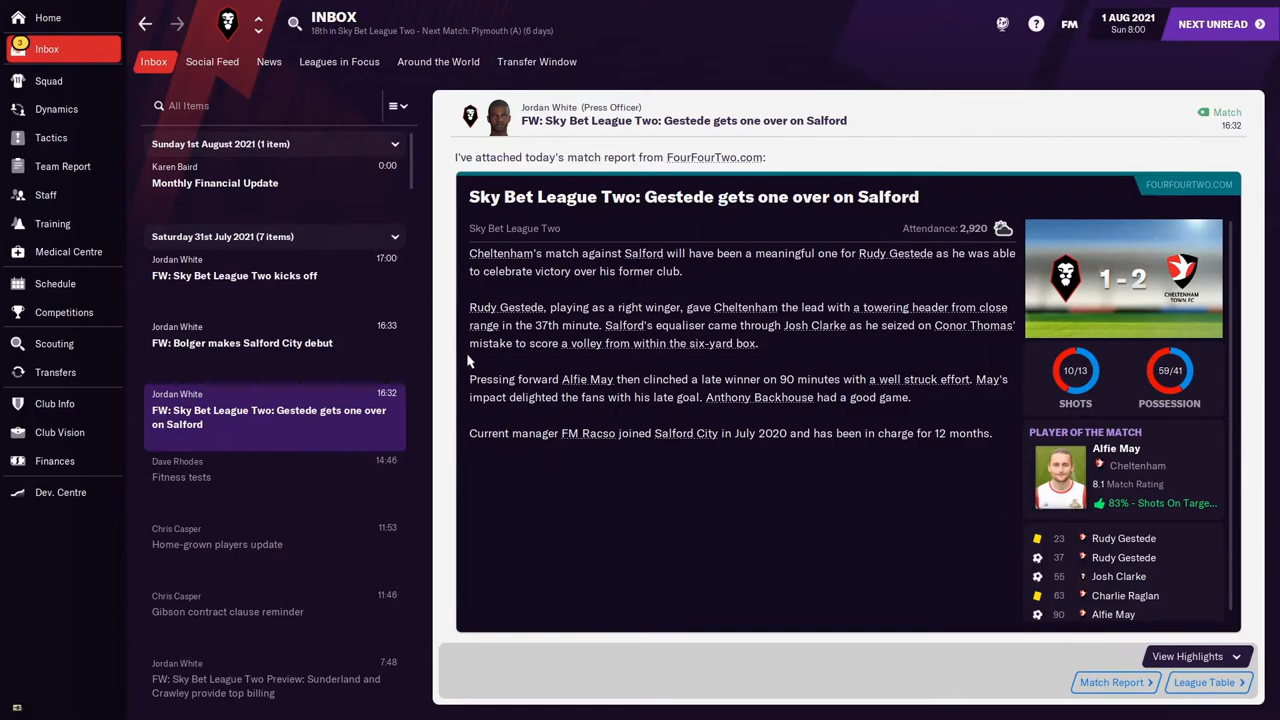 Home
INBOX
18th in Sky Bet League Two - Next Match: Plymouth (A) (6 days)
FM
1 AUG 2021
Sun 8:00
NEXT UNREAD
3
Inbox
Squad
Dynamics
Tactics
Team Report
Staff
Training
Medical Centre
Schedule
Competitions
Scouting
Transfers
Club Info
Club Vision
Finances
Dev. Centre
Inbox
Social Feed
News
Leagues in Focus
Around the World
Transfer Window
All Items
Sunday 1st August 2021 (1 item)
Karen Baird
0:00
Monthly Financial Update
Saturday 31st July 2021 (7 items)
Jordan White
17:00
FW: Sky Bet League Two kicks off
Jordan White
16:33
FW: Bolger makes Salford City debut
Jordan White
16:32
FW: Sky Bet League Two: Gestede gets one over
on Salford
Dave Rhodes
14:46
Fitness tests
Chris Casper
11:53
Home-grown players update
Chris Casper
11:46
Gibson contract clause reminder
Jordan White
7:48
FW: Sky Bet League Two Preview: Sunderland and
Crawley provide top billing
Jordan White (Press Officer)
FW: Sky Bet League Two: Gestede gets one over on Salford
Match
16:32
I've attached today's match report from FourFourTwo.com:
FOURFOURTWO.COM
Sky Bet League Two: Gestede gets one over on Salford
Sky Bet League Two
Attendance: 2,920
Cheltenham's match against Salford will have been a meaningful one for Rudy Gestede as he was able
to celebrate victory over his former club.
Rudy Gestede, playing as a right winger, gave Cheltenham the lead with a towering header from close
range in the 37th minute. Salford's equaliser came through Josh Clarke as he seized on Conor Thomas'
mistake to score a volley from within the six-yard box.
Pressing forward Alfie May then clinched a late winner on 90 minutes with a well struck effort. May's
impact delighted the fans with his late goal. Anthony Backhouse had a good game.
Current manager FM Racso joined Salford City in July 2020 and has been in charge for 12 months.
1 - 2
CHELTENHAM
TOWN FC
10/13
SHOTS
59/41
POSSESSION
PLAYER OF THE MATCH
Alfie May
Cheltenham
8.1 Match Rating
83% - Shots On Targe...
23 Rudy Gestede
37 Rudy Gestede
55 Josh Clarke
63 Charlie Raglan
90 Alfie May
View Highlights
Match Report
League Table